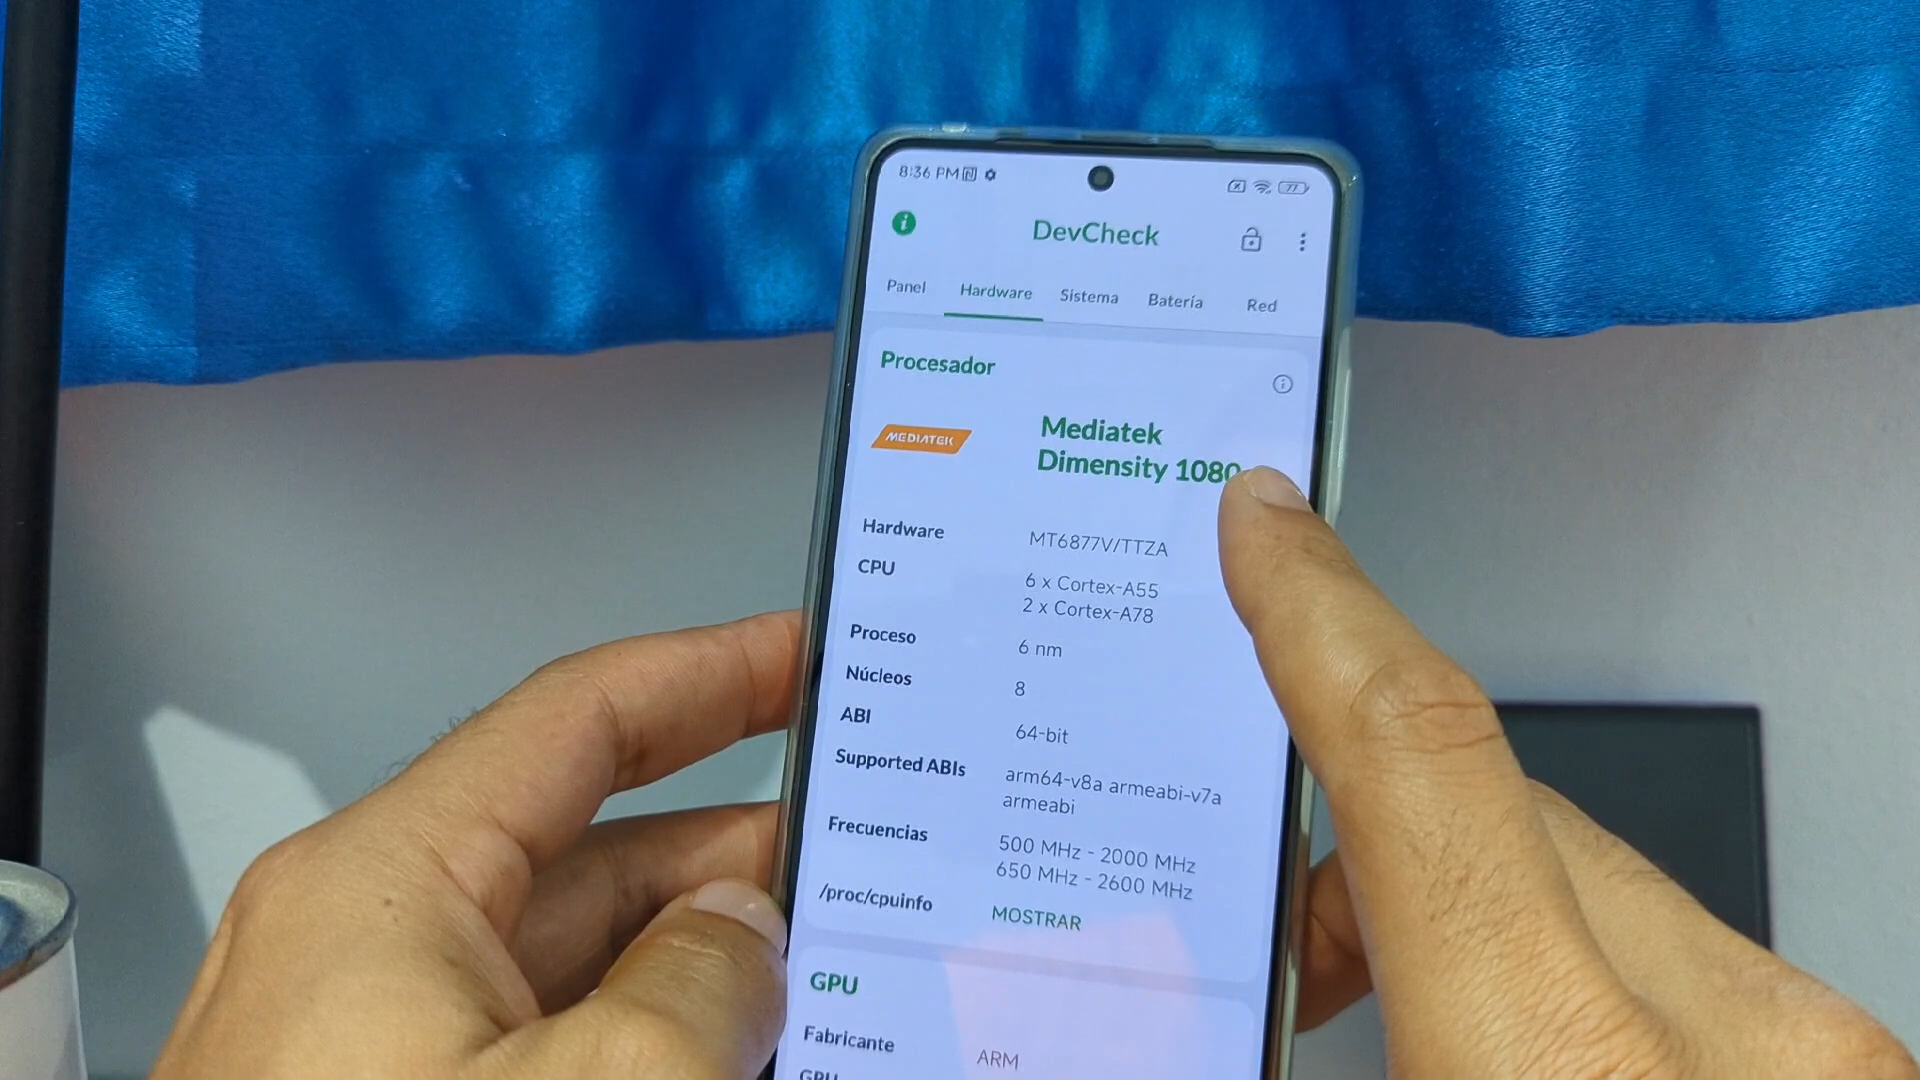 8:36 PM
77
DevCheck
Panel Hardware Sistema Batería Red
Procesador
MEDIATEK
Mediatek
Dimensity 1080
Hardware MT6877V/TTZA
CPU 6 x Cortex-A55
2 x Cortex-A78
Proceso 6 nm
Núcleos 8
ABI 64-bit
Supported ABIs arm64-v8a armeabi-v7a
armeabi
Frecuencias 500 MHz - 2000 MHz
650 MHz - 2600 MHz
/proc/cpuinfo MOSTRAR
GPU
Fabricante ARM
GPU